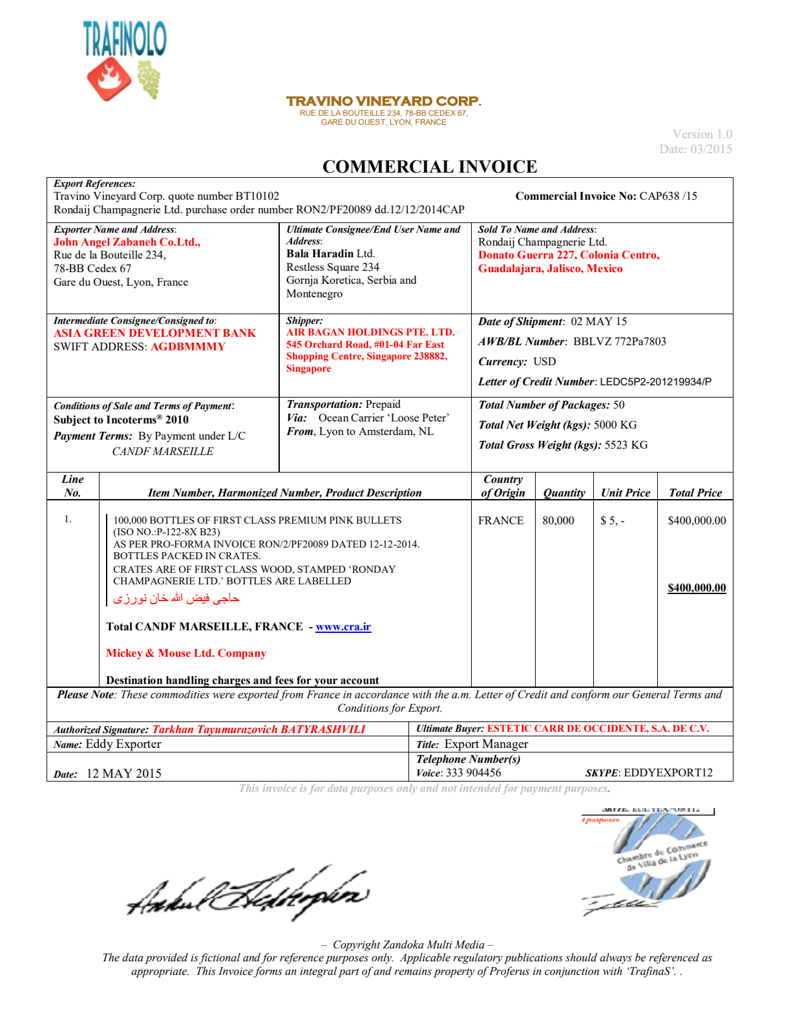 TRAFINOLO
TRAVINO VINEYARD CORP.
RUE DE LA BOUTEILLE 234, 78-BB CEDEX 67,
GARE DU OUEST, LYON, FRANCE
Version 1.0
Date: 03/2015
COMMERCIAL INVOICE
Export References:
Travino Vineyard Corp. quote number BT10102
Rondaij Champagnerie Ltd. purchase order number RON2/PF20089 dd.12/12/2014CAP
Commercial Invoice No: CAP638 /15
Exporter Name and Address:
John Angel Zabaneh Co.Ltd.,
Rue de la Bouteille 234,
78-BB Cedex 67
Gare du Ouest, Lyon, France
Ultimate Consignee/End User Name and
Address:
Bala Haradin Ltd.
Restless Square 234
Gornja Koretica, Serbia and
Montenegro
Sold To Name and Address:
Rondaij Champagnerie Ltd.
Donato Guerra 227, Colonia Centro,
Guadalajara, Jalisco, Mexico
Intermediate Consignee/Consigned to:
ASIA GREEN DEVELOPMENT BANK
SWIFT ADDRESS: AGDBMMMY
Shipper:
AIR BAGAN HOLDINGS PTE. LTD.
545 Orchard Road, #01-04 Far East
Shopping Centre, Singapore 238882,
Singapore
Date of Shipment: 02 MAY 15
AWB/BL Number: BBLVZ 772Pa7803
Currency: USD
Letter of Credit Number: LEDC5P2-201219934/P
Conditions of Sale and Terms of Payment:
Subject to Incoterms® 2010
Payment Terms: By Payment under L/C
CANDF MARSEILLE
Transportation: Prepaid
Via: Ocean Carrier ‘Loose Peter’
From, Lyon to Amsterdam, NL
Total Number of Packages: 50
Total Net Weight (kgs): 5000 KG
Total Gross Weight (kgs): 5523 KG
Line
No.
Item Number, Harmonized Number, Product Description
Country
of Origin
Quantity
Unit Price
Total Price
1.
100,000 BOTTLES OF FIRST CLASS PREMIUM PINK BULLETS
(ISO NO.:P-122-8X B23)
AS PER PRO-FORMA INVOICE RON/2/PF20089 DATED 12-12-2014.
BOTTLES PACKED IN CRATES.
CRATES ARE OF FIRST CLASS WOOD, STAMPED ‘RONDAY
CHAMPAGNERIE LTD.’ BOTTLES ARE LABELLED
حاجی فيض الله خان نورزی
Total CANDF MARSEILLE, FRANCE - www.cra.ir
Mickey & Mouse Ltd. Company
Destination handling charges and fees for your account
FRANCE
80,000
$ 5, -
$400,000.00
$400,000.00
Please Note: These commodities were exported from France in accordance with the a.m. Letter of Credit and conform our General Terms and
Conditions for Export.
Authorized Signature: Tarkhan Tayumurazovich BATYRASHVILI
Ultimate Buyer: ESTETIC CARR DE OCCIDENTE, S.A. DE C.V.
Name: Eddy Exporter
Title: Export Manager
Date: 12 MAY 2015
Telephone Number(s)
Voice: 333 904456
SKYPE: EDDYEXPORT12
This invoice is for data purposes only and not intended for payment purposes.
Chambre du Commerce
de Villa de la Lyon
– Copyright Zandoka Multi Media –
The data provided is fictional and for reference purposes only. Applicable regulatory publications should always be referenced as
appropriate. This Invoice forms an integral part of and remains property of Proferus in conjunction with ‘TrafinaS’. .